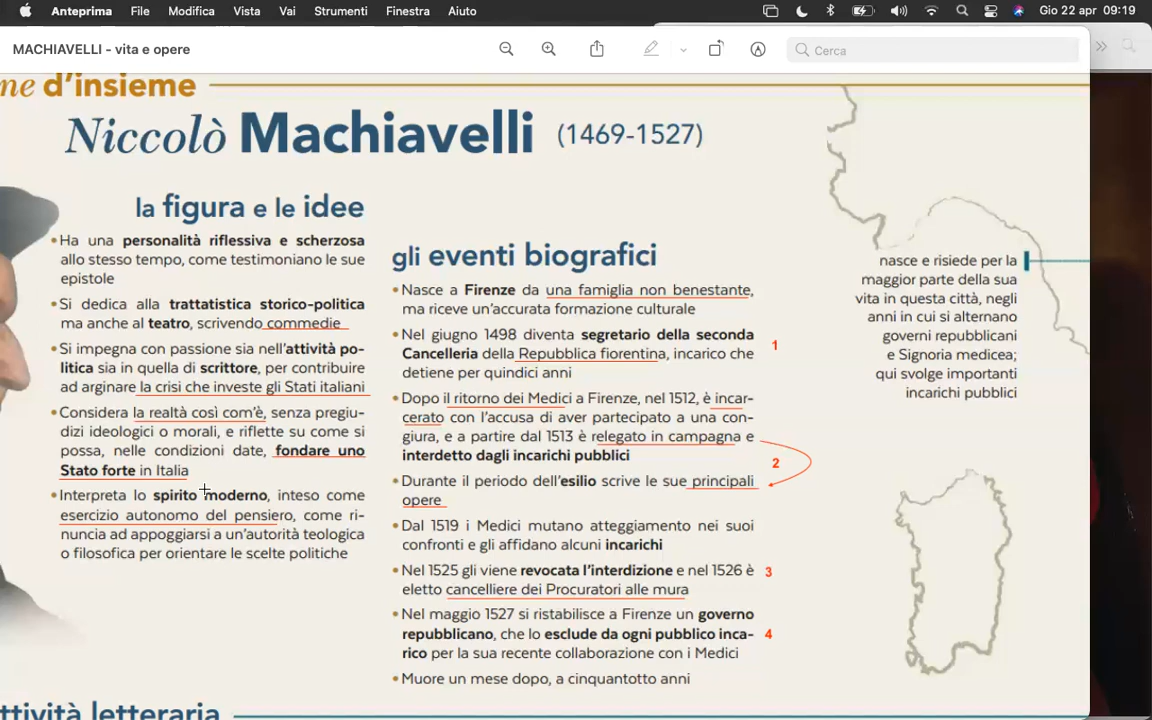 Anteprima File Modifica Vista Vai Strumenti Finestra Aiuto Gio 22 apr 09:19
MACHIAVELLI - vita e opere
Cerca
ne d'insieme
Niccolò Machiavelli (1469-1527)
la figura e le idee
•Ha una personalità riflessiva e scherzosa
allo stesso tempo, come testimoniano le sue
epistole
•Si dedica alla trattatistica storico-politica
ma anche al teatro, scrivendo commedie
•Si impegna con passione sia nell'attività po-
litica sia in quella di scrittore, per contribuire
ad arginare la crisi che investe gli Stati italiani
•Considera la realtà così com'è, senza pregiu-
dizi ideologici o morali, e riflette su come si
possa, nelle condizioni date, fondare uno
Stato forte in Italia
•Interpreta lo spirito moderno, inteso come
esercizio autonomo del pensiero, come ri-
nuncia ad appoggiarsi a un'autorità teologica
o filosofica per orientare le scelte politiche
gli eventi biografici
•Nasce a Firenze da una famiglia non benestante,
ma riceve un'accurata formazione culturale
•Nel giugno 1498 diventa segretario della seconda
Cancelleria della Repubblica fiorentina, incarico che
detiene per quindici anni
1
•Dopo il ritorno dei Medici a Firenze, nel 1512, è incar-
cerato con l'accusa di aver partecipato a una con-
giura, e a partire dal 1513 è relegato in campagna e
interdetto dagli incarichi pubblici
2
•Durante il periodo dell'esilio scrive le sue principali
opere
•Dal 1519 i Medici mutano atteggiamento nei suoi
confronti e gli affidano alcuni incarichi
•Nel 1525 gli viene revocata l'interdizione e nel 1526 è
eletto cancelliere dei Procuratori alle mura
3
•Nel maggio 1527 si ristabilisce a Firenze un governo
repubblicano, che lo esclude da ogni pubblico inca-
rico per la sua recente collaborazione con i Medici
4
•Muore un mese dopo, a cinquantotto anni
nasce e risiede per la
maggior parte della sua
vita in questa città, negli
anni in cui si alternano
governi repubblicani
e Signoria medicea;
qui svolge importanti
incarichi pubblici
ttività letteraria